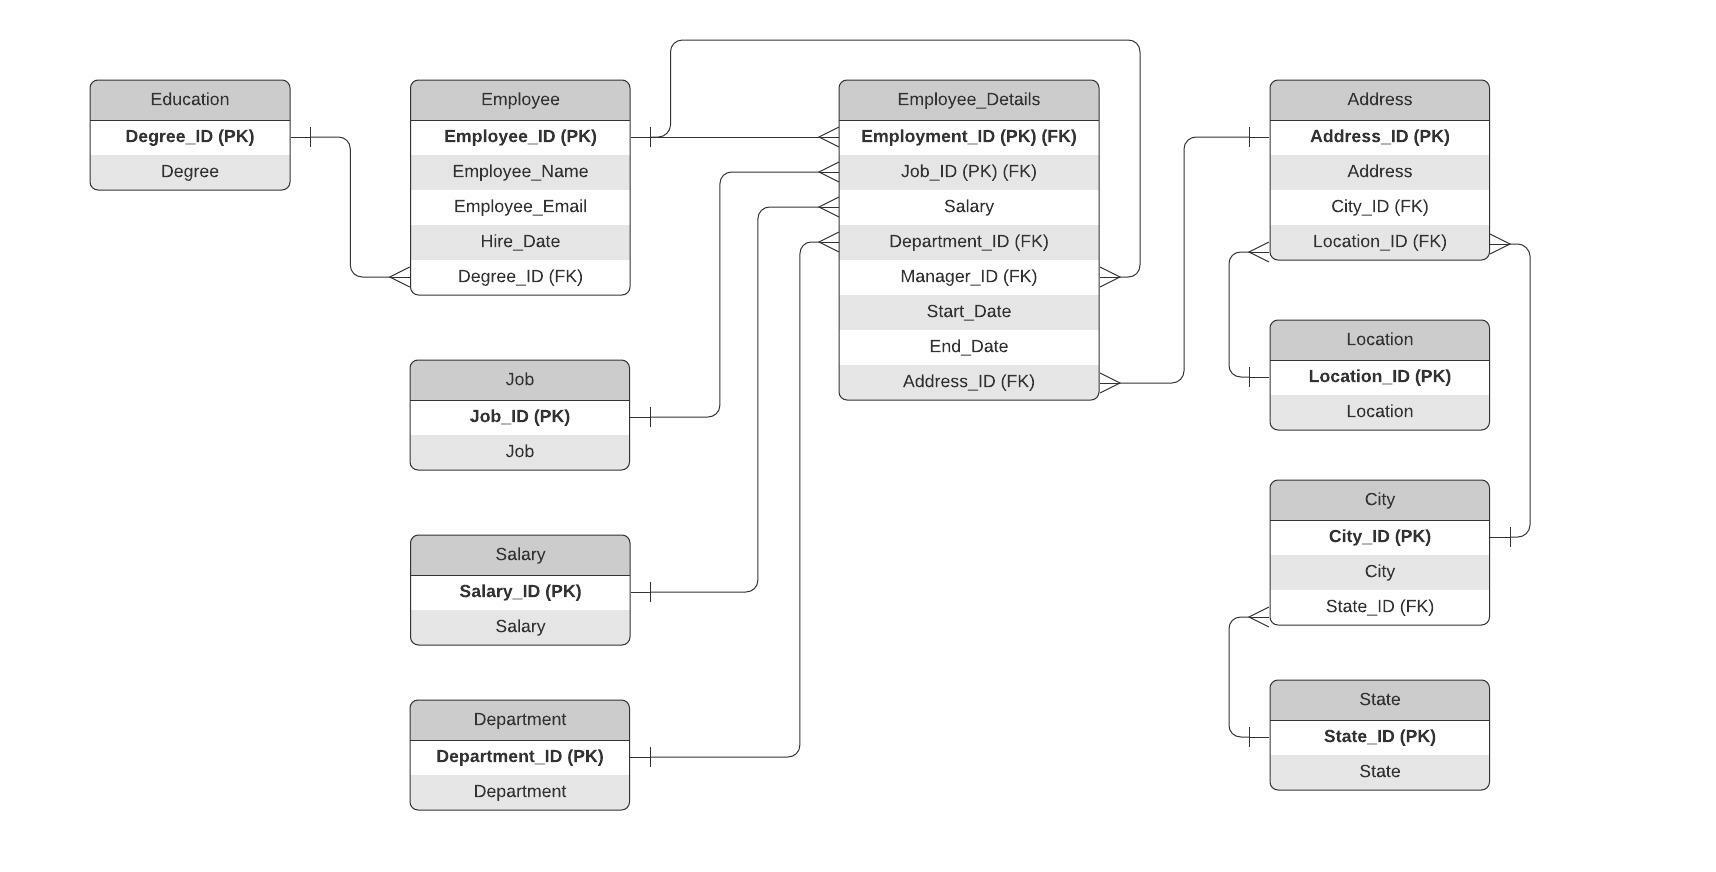 Education
Degree_ID (PK)
Degree
Employee
Employee_ID (PK)
Employee_Name
Employee_Email
Hire_Date
Degree_ID (FK)
Job
Job_ID (PK)
Job
Salary
Salary_ID (PK)
Salary
Department
Department_ID (PK)
Department
Employee_Details
Employment_ID (PK) (FK)
Job_ID (PK) (FK)
Salary
Department_ID (FK)
Manager_ID (FK)
Start_Date
End_Date
Address_ID (FK)
Address
Address_ID (PK)
Address
City_ID (FK)
Location_ID (FK)
Location
Location_ID (PK)
Location
City
City_ID (PK)
City
State_ID (FK)
State
State_ID (PK)
State